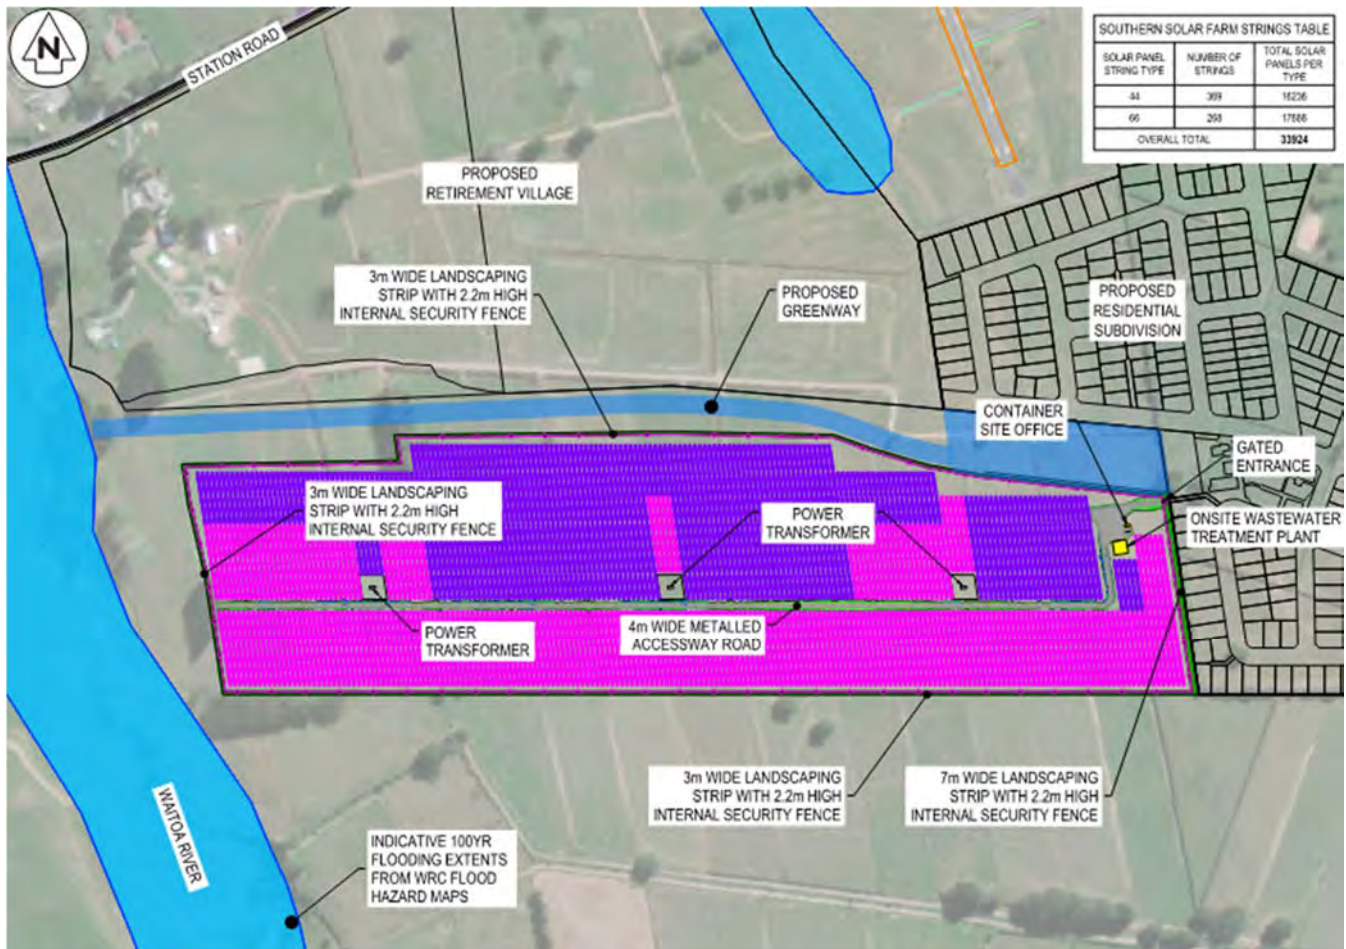 N
STATION ROAD
SOUTHERN SOLAR FARM STRINGS TABLE
SOLAR PANEL STRING TYPE
NUMBER OF STRINGS
TOTAL SOLAR PANELS PER TYPE
44 369 16236
66 268 17688
OVERALL TOTAL 33924
PROPOSED
RETIREMENT VILLAGE
3m WIDE LANDSCAPING
STRIP WITH 2.2m HIGH
INTERNAL SECURITY FENCE
PROPOSED
GREENWAY
PROPOSED
RESIDENTIAL
SUBDIVISION
CONTAINER
SITE OFFICE
GATED
ENTRANCE
3m WIDE LANDSCAPING
STRIP WITH 2.2m HIGH
INTERNAL SECURITY FENCE
POWER
TRANSFORMER
ONSITE WASTEWATER
TREATMENT PLANT
POWER
TRANSFORMER
4m WIDE METALLED
ACCESSWAY ROAD
3m WIDE LANDSCAPING
STRIP WITH 2.2m HIGH
INTERNAL SECURITY FENCE
7m WIDE LANDSCAPING
STRIP WITH 2.2m HIGH
INTERNAL SECURITY FENCE
WAITOA RIVER
INDICATIVE 100YR
FLOODING EXTENTS
FROM WRC FLOOD
HAZARD MAPS